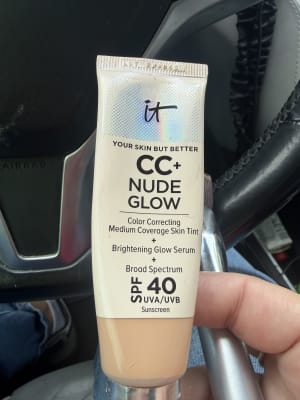 it
YOUR SKIN BUT BETTER
CC+
NUDE
GLOW
Color Correcting
Medium Coverage Skin Tint
+
Brightening Glow Serum
+
Broad Spectrum
SPF 40
UVA/UVB
Sunscreen
AIRBAG